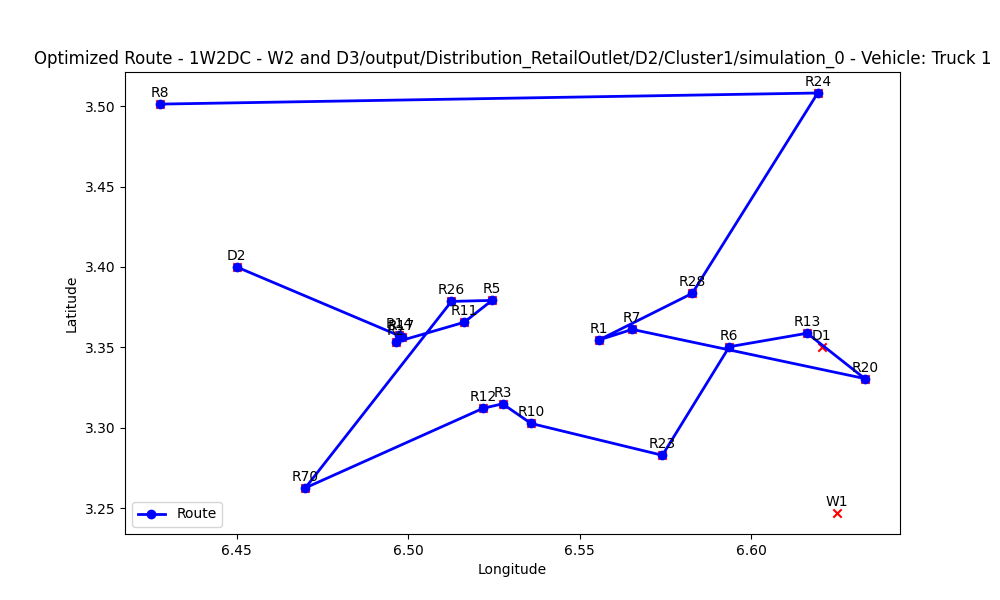 Optimized Route - 1W2DC - W2 and D3/output/Distribution_RetailOutlet/D2/Cluster1/simulation_0 - Vehicle: Truck 1
R24
R8
3.50
3.45
D2
3.40
R28
R26
R5
R11
R14
R17
R7
R13
R1
R6
D1
3.35
Latitude
R20
R12
R3
R10
3.30
R23
R70
W1
3.25
Route
6.45
6.50
6.55
6.60
Longitude